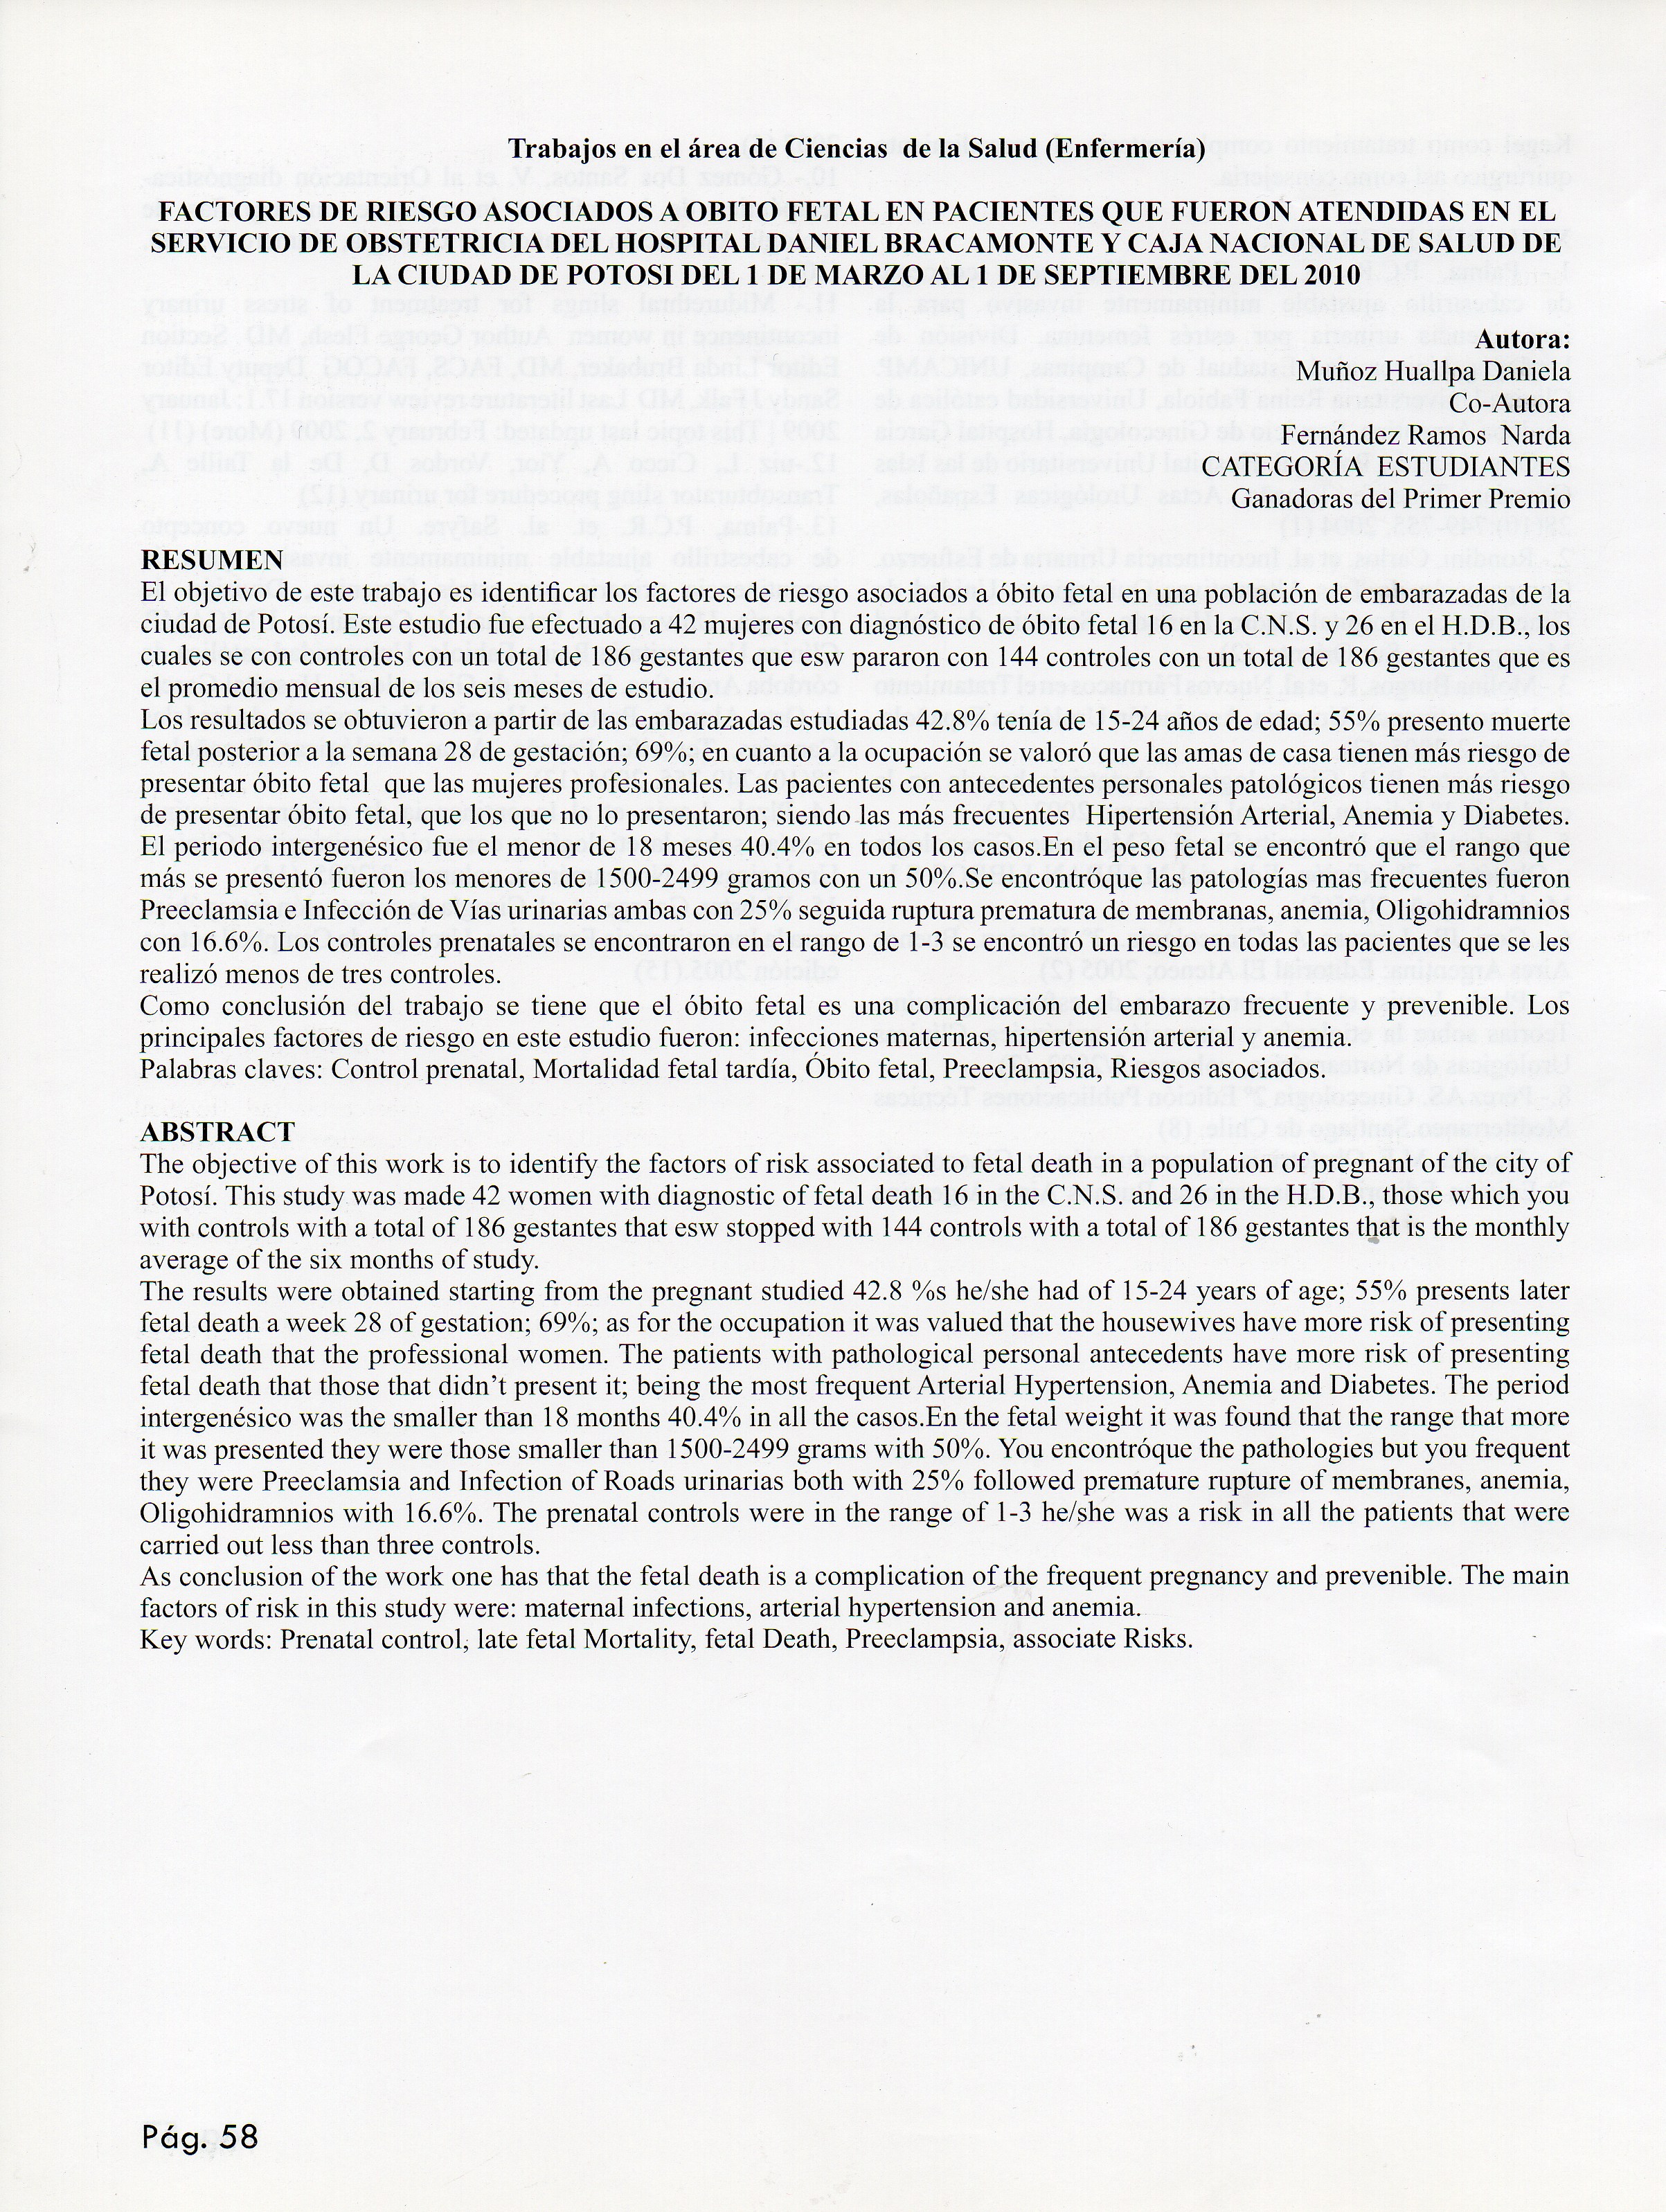 Trabajos en el área de Ciencias de la Salud (Enfermería)
FACTORES DE RIESGO ASOCIADOS A OBITO FETAL EN PACIENTES QUE FUERON ATENDIDAS EN EL
SERVICIO DE OBSTETRICIA DEL HOSPITAL DANIEL BRACAMONTE Y CAJA NACIONAL DE SALUD DE
LA CIUDAD DE POTOSI DEL 1 DE MARZO AL 1 DE SEPTIEMBRE DEL 2010
Autora:
Muñoz Huallpa Daniela
Co-Autora
Fernández Ramos Narda
CATEGORÍA ESTUDIANTES
Ganadoras del Primer Premio
RESUMEN
El objetivo de este trabajo es identificar los factores de riesgo asociados a óbito fetal en una población de embarazadas de la
ciudad de Potosí. Este estudio fue efectuado a 42 mujeres con diagnóstico de óbito fetal 16 en la C.N.S. y 26 en el H.D.B., los
cuales se con controles con un total de 186 gestantes que esw pararon con 144 controles con un total de 186 gestantes que es
el promedio mensual de los seis meses de estudio.
Los resultados se obtuvieron a partir de las embarazadas estudiadas 42.8% tenía de 15-24 años de edad; 55% presento muerte
fetal posterior a la semana 28 de gestación; 69%; en cuanto a la ocupación se valoró que las amas de casa tienen más riesgo de
presentar óbito fetal que las mujeres profesionales. Las pacientes con antecedentes personales patológicos tienen más riesgo
de presentar óbito fetal, que los que no lo presentaron; siendo las más frecuentes Hipertensión Arterial, Anemia y Diabetes.
El periodo intergenésico fue el menor de 18 meses 40.4% en todos los casos.En el peso fetal se encontró que el rango que
más se presentó fueron los menores de 1500-2499 gramos con un 50%.Se encontróque las patologías mas frecuentes fueron
Preeclamsia e Infección de Vías urinarias ambas con 25% seguida ruptura prematura de membranas, anemia, Oligohidramnios
con 16.6%. Los controles prenatales se encontraron en el rango de 1-3 se encontró un riesgo en todas las pacientes que se les
realizó menos de tres controles.
Como conclusión del trabajo se tiene que el óbito fetal es una complicación del embarazo frecuente y prevenible. Los
principales factores de riesgo en este estudio fueron: infecciones maternas, hipertensión arterial y anemia.
Palabras claves: Control prenatal, Mortalidad fetal tardía, Óbito fetal, Preeclampsia, Riesgos asociados.
ABSTRACT
The objective of this work is to identify the factors of risk associated to fetal death in a population of pregnant of the city of
Potosí. This study was made 42 women with diagnostic of fetal death 16 in the C.N.S. and 26 in the H.D.B., those which you
with controls with a total of 186 gestantes that esw stopped with 144 controls with a total of 186 gestantes that is the monthly
average of the six months of study.
The results were obtained starting from the pregnant studied 42.8 %s he/she had of 15-24 years of age; 55% presents later
fetal death a week 28 of gestation; 69%; as for the occupation it was valued that the housewives have more risk of presenting
fetal death that the professional women. The patients with pathological personal antecedents have more risk of presenting
fetal death that those that didn’t present it; being the most frequent Arterial Hypertension, Anemia and Diabetes. The period
intergenésico was the smaller than 18 months 40.4% in all the casos.En the fetal weight it was found that the range that more
it was presented they were those smaller than 1500-2499 grams with 50%. You encontróque the pathologies but you frequent
they were Preeclamsia and Infection of Roads urinarias both with 25% followed premature rupture of membranes, anemia,
Oligohidramnios with 16.6%. The prenatal controls were in the range of 1-3 he/she was a risk in all the patients that were
carried out less than three controls.
As conclusion of the work one has that the fetal death is a complication of the frequent pregnancy and prevenible. The main
factors of risk in this study were: maternal infections, arterial hypertension and anemia.
Key words: Prenatal control, late fetal Mortality, fetal Death, Preeclampsia, associate Risks.
Pág. 58